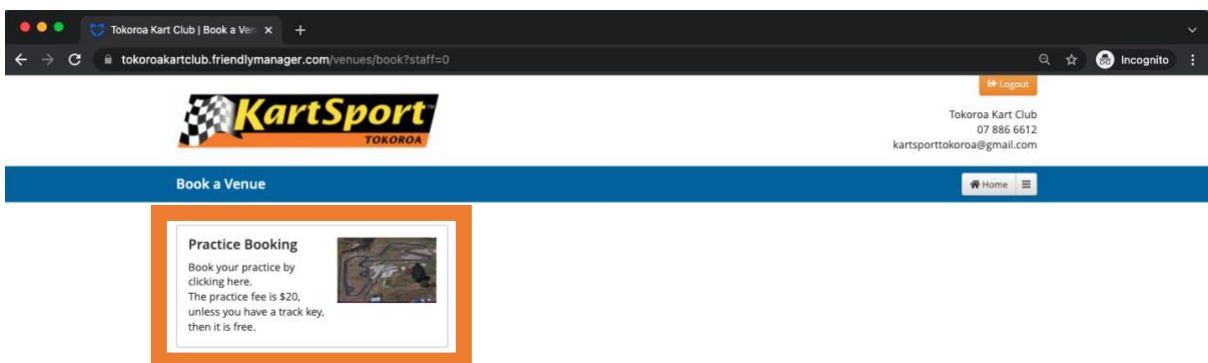 Tokoroa Kart Club | Book a Ven
tokoroakartclub.friendlymanager.com/venues/book?staff=0
Incognito
Logout
KartSport™
TOKOROA
Tokoroa Kart Club
07 886 6612
kartsporttokoroa@gmail.com
Book a Venue
Home
Practice Booking
Book your practice by
clicking here.
The practice fee is $20,
unless you have a track key,
then it is free.